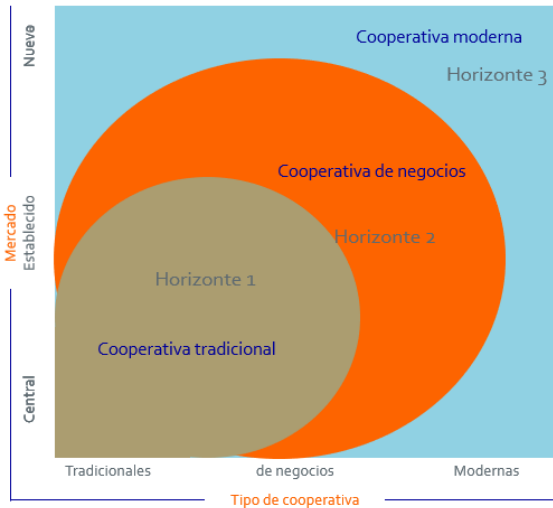 Nuevo
Cooperativa moderna
Horizonte 3
Cooperativa de negocios
Mercado
Establecido
Horizonte 2
Horizonte 1
Cooperativa tradicional
Central
Tradicionales
de negocios
Modernas
Tipo de cooperativa